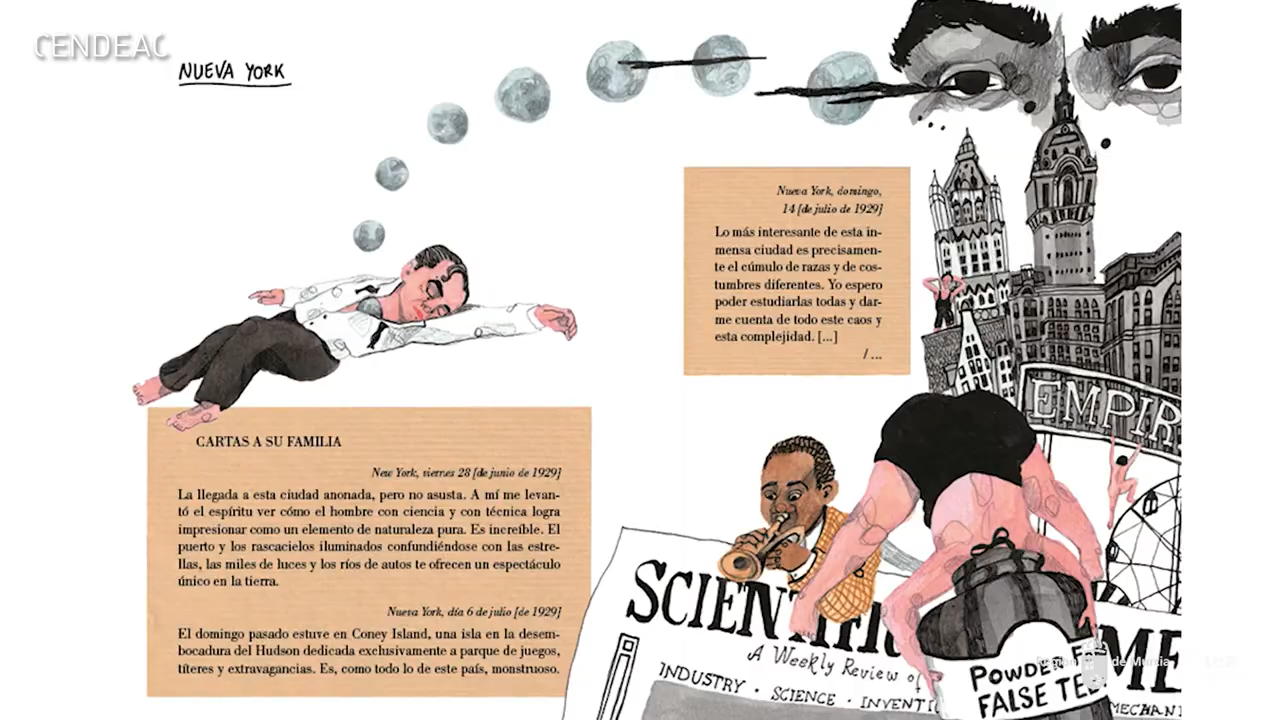 CENDEAC
NUEVA YORK
Nueva York, domingo,
14 [de julio de 1929]
Lo más interesante de esta in-
mensa ciudad es precisamen-
te el cúmulo de razas y de cos-
tumbres diferentes. Yo espero
poder estudiarlas todas y dar-
me cuenta de todo este caos y
esta complejidad. [...]
/ ...
CARTAS A SU FAMILIA
New York, viernes 28 [de junio de 1929]
La llegada a esta ciudad anonada, pero no asusta. A mí me levan-
tó el espíritu ver cómo el hombre con ciencia y con técnica logra
impresionar como un elemento de naturaleza pura. Es increíble. El
puerto y los rascacielos iluminados confundiéndose con las estre-
llas, las miles de luces y los ríos de autos te ofrecen un espectáculo
único en la tierra.
Nueva York, día 6 de julio [de 1929]
El domingo pasado estuve en Coney Island, una isla en la desem-
bocadura del Hudson dedicada exclusivamente a parque de juegos,
títeres y extravagancias. Es, como todo lo de este país, monstruoso.
EMPIR
SCIENTIFIC AME
A Weekly Review of
INDUSTRY · SCIENCE · INVENTI
MECHANI
POWDE
FALSE TEE
Región de Murcia